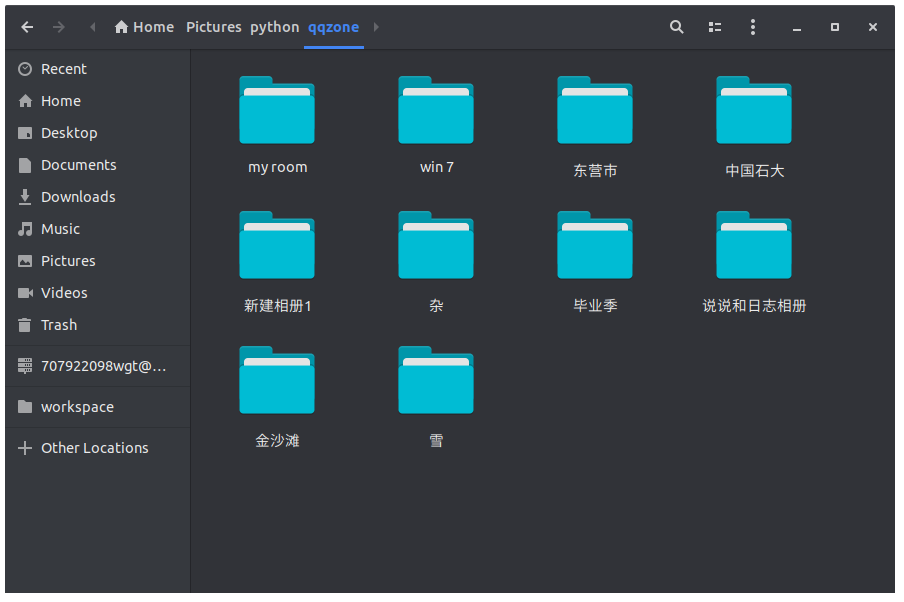 Home Pictures python qqzone
Recent
Home
Desktop
Documents
Downloads
Music
Pictures
Videos
Trash
707922098wgt@...
workspace
Other Locations
my room
win 7
东营市
中国石大
新建相册1
杂
毕业季
说说和日志相册
金沙滩
雪